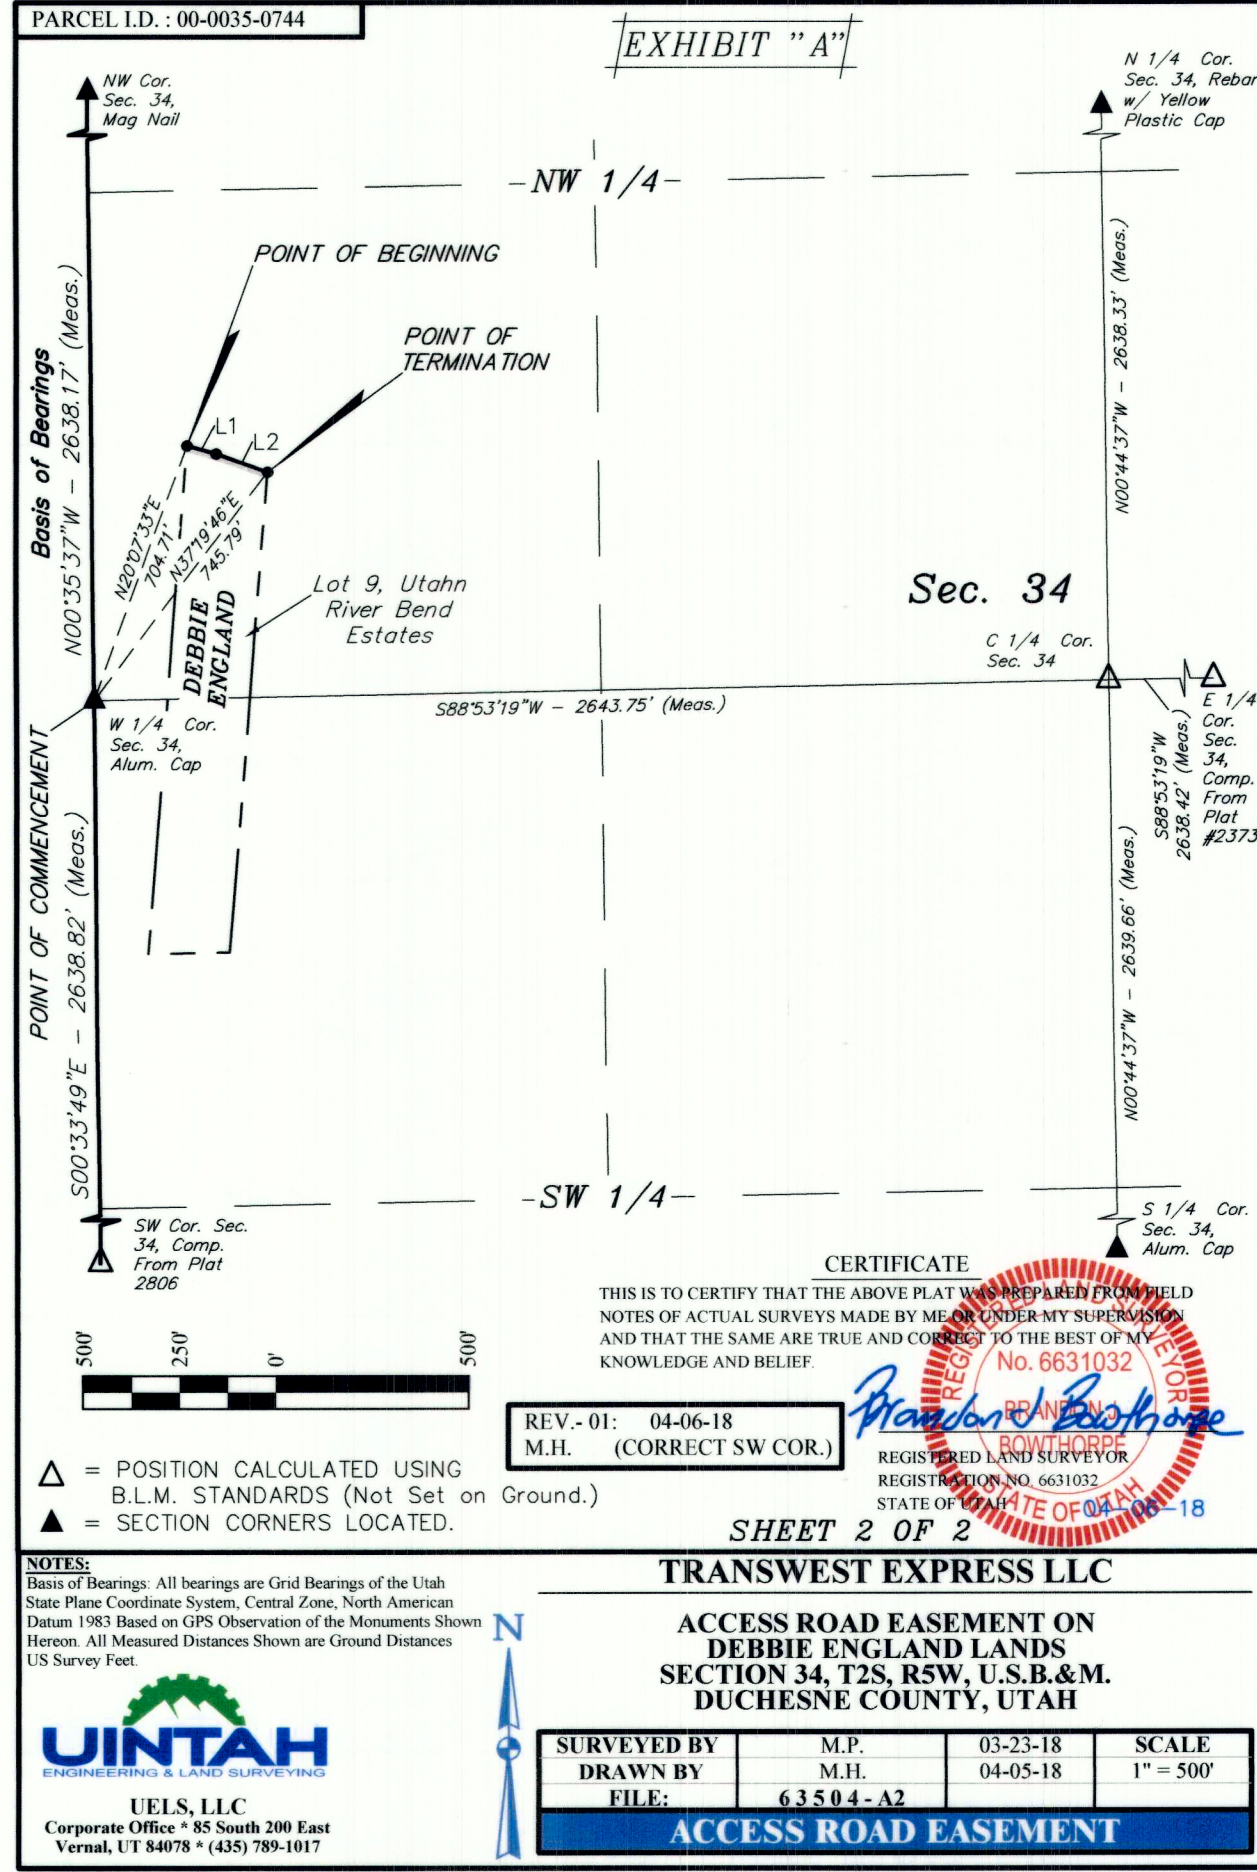 PARCEL I.D. : 00-0035-0744
EXHIBIT "A"
NW Cor.
Sec. 34,
Mag Nail
N 1/4 Cor.
Sec. 34, Rebar
w/ Yellow
Plastic Cap
NW 1/4
POINT OF BEGINNING
POINT OF
TERMINATION
Basis of Bearings
N00°35'37"W - 2638.17' (Meas.)
N00°44'37"W - 2638.33' (Meas.)
L1
L2
N20°07'33"E
704.71'
N37°19'46"E
745.79'
DEBBIE
ENGLAND
Lot 9, Utahn
River Bend
Estates
Sec. 34
C 1/4 Cor.
Sec. 34
S88°53'19"W - 2643.75' (Meas.)
W 1/4 Cor.
Sec. 34,
Alum. Cap
E 1/4
Cor.
Sec.
34,
Comp.
From
Plat
#2373
S88°53'19"W
2638.42' (Meas.)
POINT OF COMMENCEMENT
S00°33'49"E - 2638.82' (Meas.)
N00°44'37"W - 2639.66' (Meas.)
SW 1/4
SW Cor. Sec.
34, Comp.
From Plat
2806
S 1/4 Cor.
Sec. 34,
Alum. Cap
CERTIFICATE
THIS IS TO CERTIFY THAT THE ABOVE PLAT WAS PREPARED FROM FIELD
NOTES OF ACTUAL SURVEYS MADE BY ME OR UNDER MY SUPERVISION
AND THAT THE SAME ARE TRUE AND CORRECT TO THE BEST OF MY
KNOWLEDGE AND BELIEF.
REGISTERED LAND SURVEYOR
No. 6631032
BRANDON J.
BOWTHORPE
STATE OF UTAH
Brandon J Bowthorpe
04-06-18
REGISTERED LAND SURVEYOR
REGISTRATION NO. 6631032
STATE OF UTAH
500' 250' 0' 500'
REV.- 01: 04-06-18
M.H. (CORRECT SW COR.)
= POSITION CALCULATED USING
B.L.M. STANDARDS (Not Set on Ground.)
= SECTION CORNERS LOCATED.
SHEET 2 OF 2
NOTES:
Basis of Bearings: All bearings are Grid Bearings of the Utah
State Plane Coordinate System, Central Zone, North American
Datum 1983 Based on GPS Observation of the Monuments Shown
Hereon. All Measured Distances Shown are Ground Distances
US Survey Feet.
N
UINTAH
ENGINEERING & LAND SURVEYING
UELS, LLC
Corporate Office * 85 South 200 East
Vernal, UT 84078 * (435) 789-1017
TRANSWEST EXPRESS LLC
ACCESS ROAD EASEMENT ON
DEBBIE ENGLAND LANDS
SECTION 34, T2S, R5W, U.S.B.&M.
DUCHESNE COUNTY, UTAH
SURVEYED BY M.P. 03-23-18 SCALE
DRAWN BY M.H. 04-05-18 1" = 500'
FILE: 63504-A2
ACCESS ROAD EASEMENT